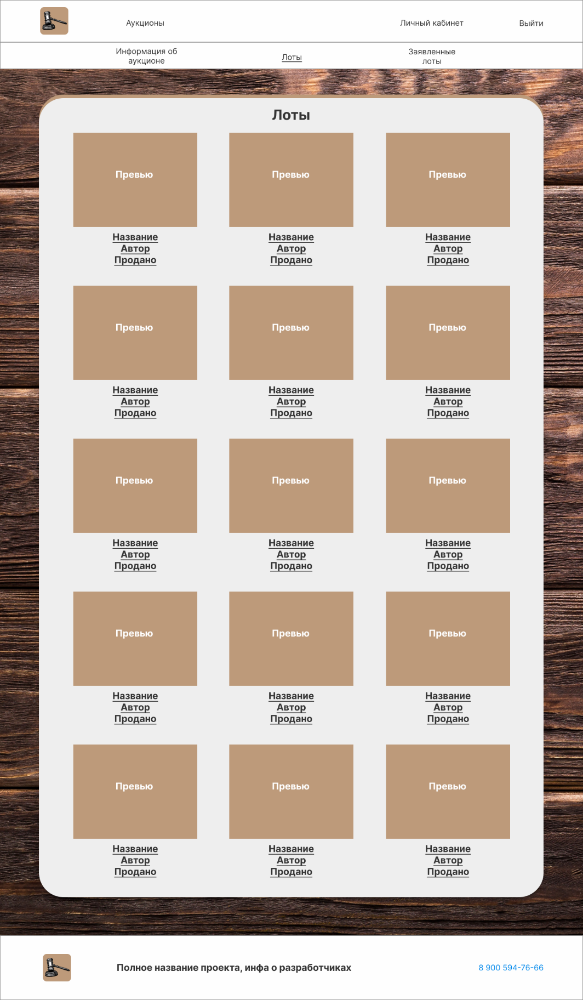 Аукционы
Личный кабинет
Выйти
Информация об
аукционе
Лоты
Заявленные
лоты
Лоты
Превью
Превью
Превью
Название
Автор
Продано
Название
Автор
Продано
Название
Автор
Продано
Превью
Превью
Превью
Название
Автор
Продано
Название
Автор
Продано
Название
Автор
Продано
Превью
Превью
Превью
Название
Автор
Продано
Название
Автор
Продано
Название
Автор
Продано
Превью
Превью
Превью
Название
Автор
Продано
Название
Автор
Продано
Название
Автор
Продано
Превью
Превью
Превью
Название
Автор
Продано
Название
Автор
Продано
Название
Автор
Продано
Полное название проекта, инфа о разработчиках
8 900 594-76-66